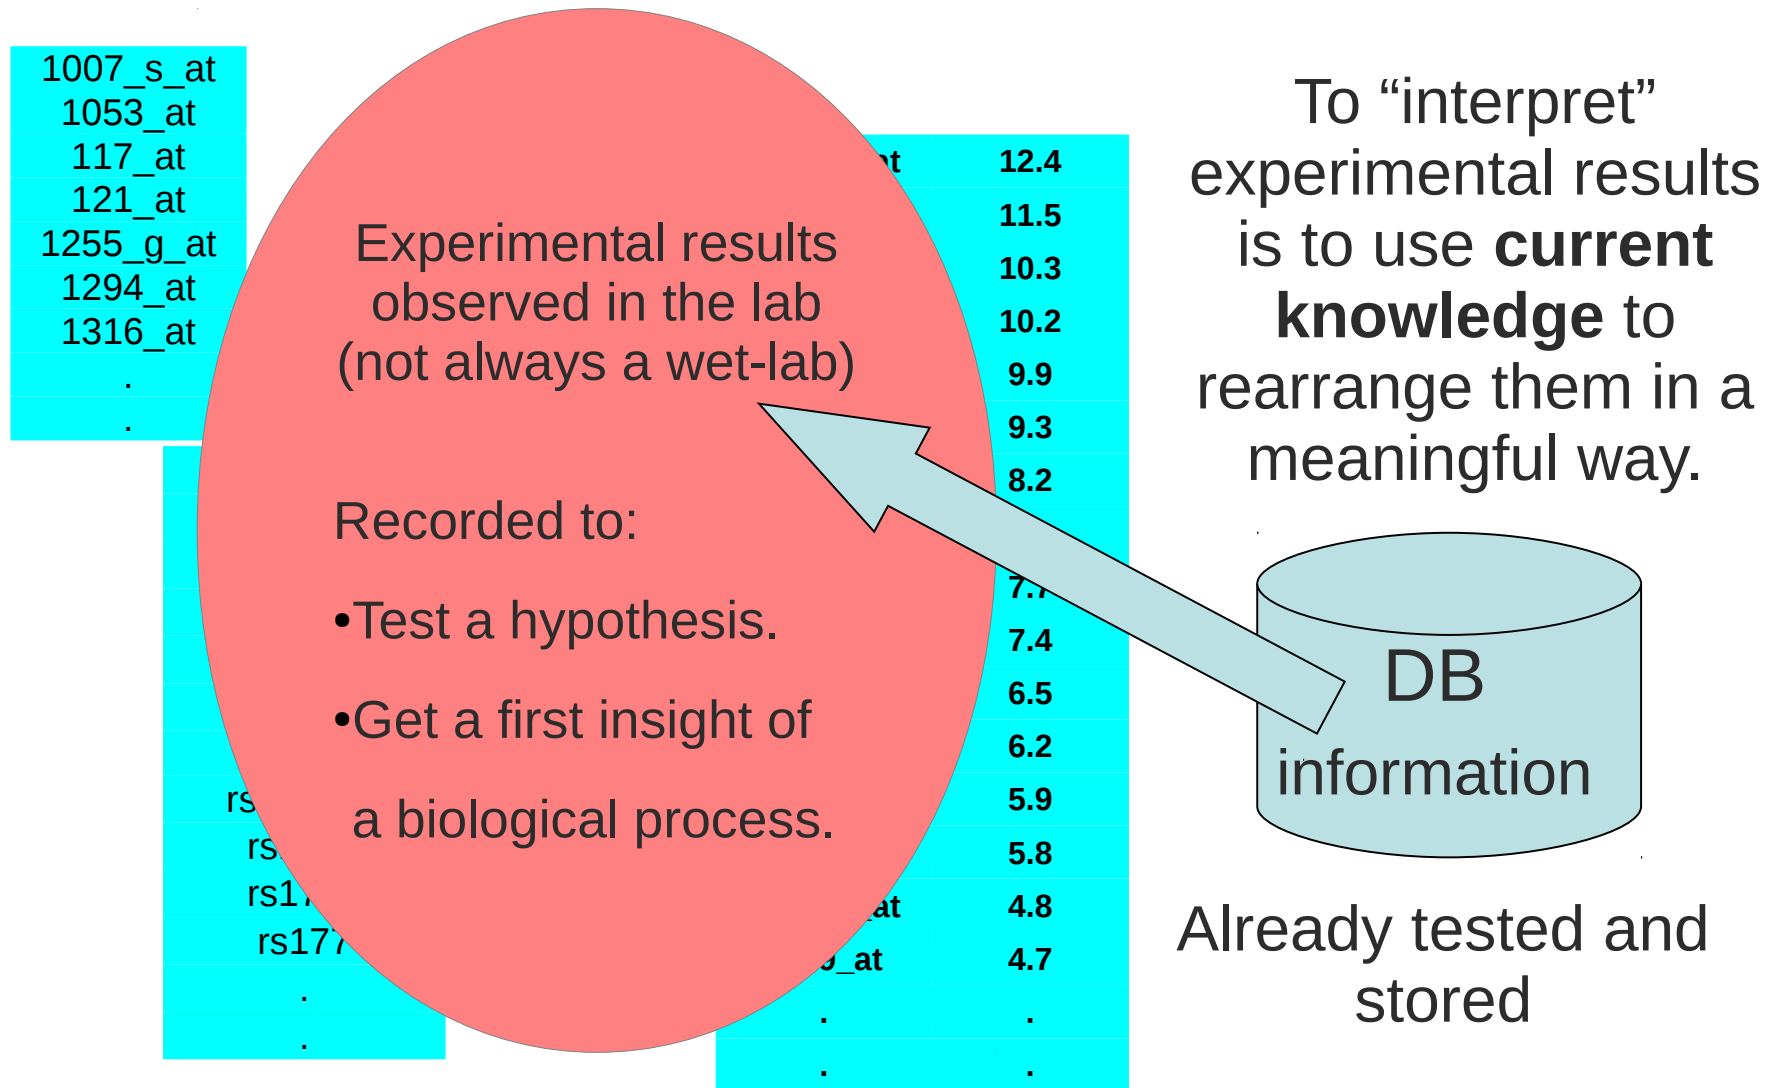 1007_s_at
1053_at
117_at
121_at
1255_g_at
1294_at
1316_at
.
.
.
.
12.4
11.5
10.3
10.2
9.9
9.3
8.2
7.4
6.5
6.2
5.9
5.8
4.8
4.7
. .
. .
Experimental results
observed in the lab
(not always a wet-lab)
Recorded to:
•Test a hypothesis.
•Get a first insight of
a biological process.
To “interpret”
experimental results
is to use current
knowledge to
rearrange them in a
meaningful way.
DB
information
Already tested and
stored